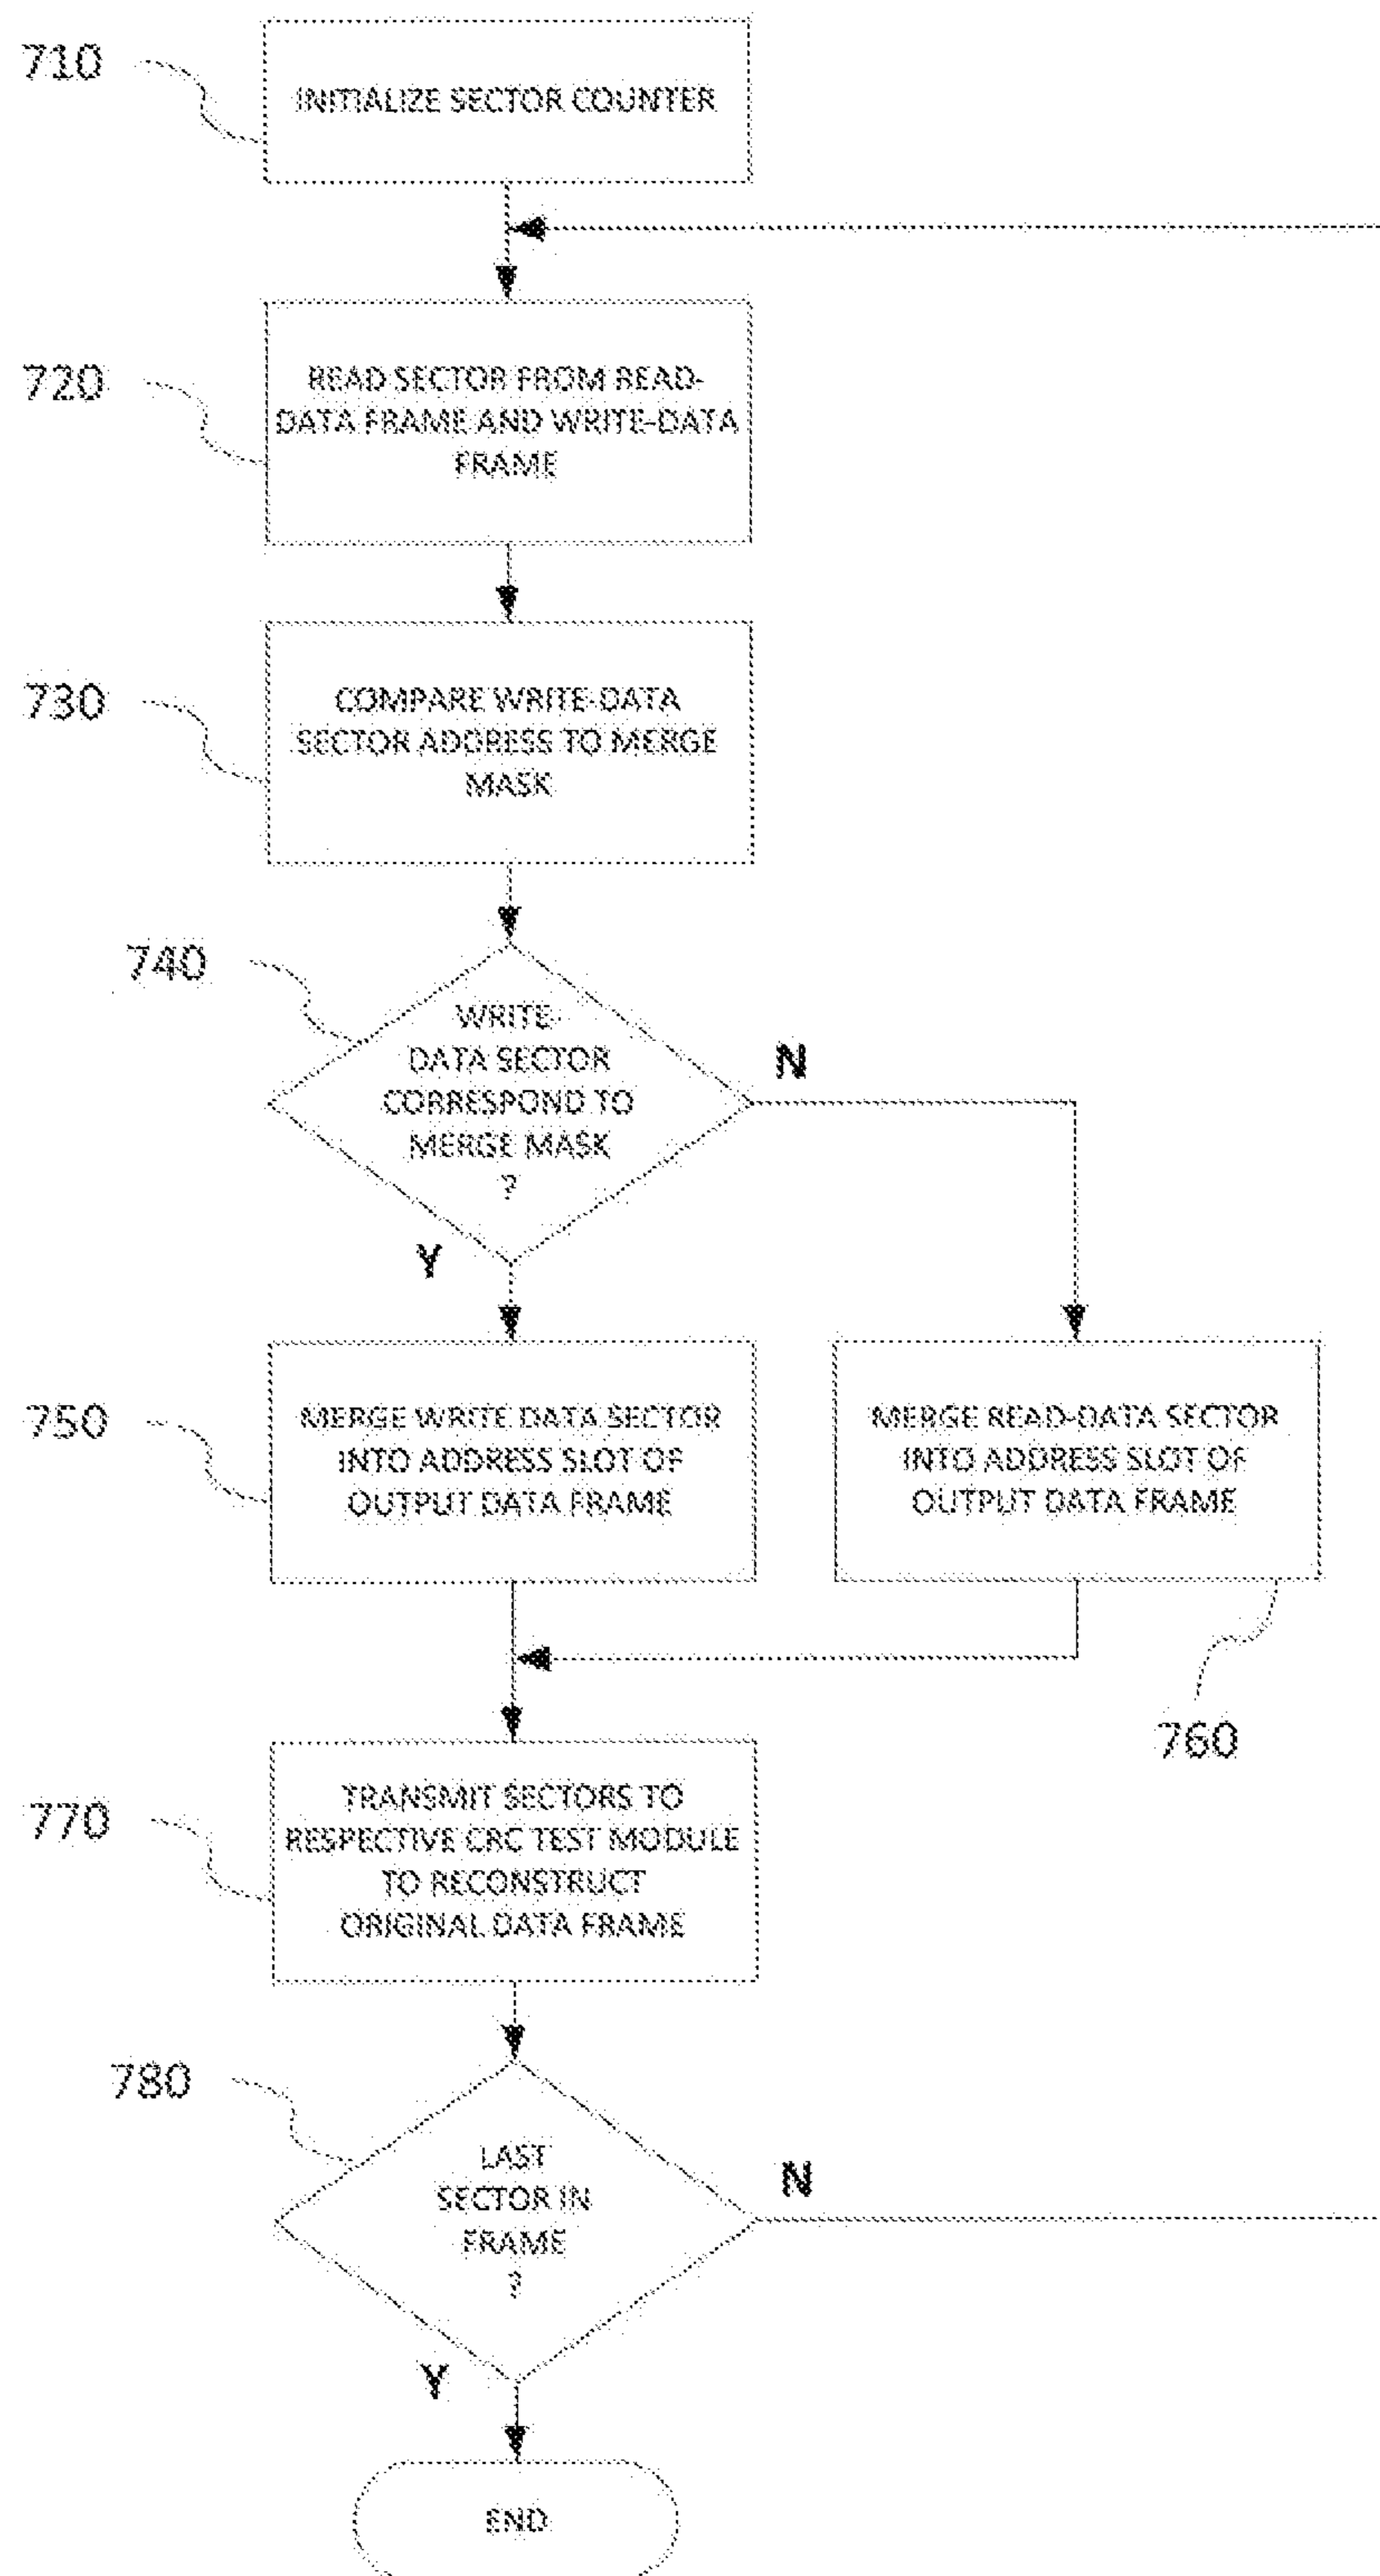 710
INITIALIZE SECTOR COUNTER
720
READ SECTOR FROM READ-
DATA FRAME AND WRITE-DATA
FRAME
730
COMPARE WRITE-DATA
SECTOR ADDRESS TO MERGE
MASK
740
WRITE-
DATA SECTOR
CORRESPOND TO
MERGE MASK
?
N
Y
750
MERGE WRITE DATA SECTOR
INTO ADDRESS SLOT OF
OUTPUT DATA FRAME
MERGE READ-DATA SECTOR
INTO ADDRESS SLOT OF
OUTPUT DATA FRAME
760
770
TRANSMIT SECTORS TO
RESPECTIVE CRC TEST MODULE
TO RECONSTRUCT
ORIGINAL DATA FRAME
780
LAST
SECTOR IN
FRAME
?
N
Y
END